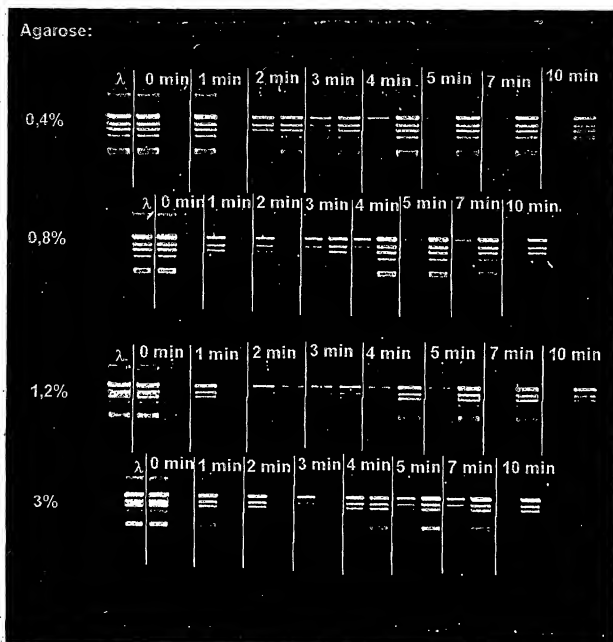 Agarose:
λ 0 min 1 min 2 min 3 min 4 min 5 min 7 min 10 min
0,4%
λ 0 min 1 min 2 min 3 min 4 min 5 min 7 min 10 min.
0,8%
λ 0 min 1 min 2 min 3 min 4 min 5 min 7 min 10 min
1,2%
λ 0 min 1 min 2 min 3 min 4 min 5 min 7 min 10 min
3%